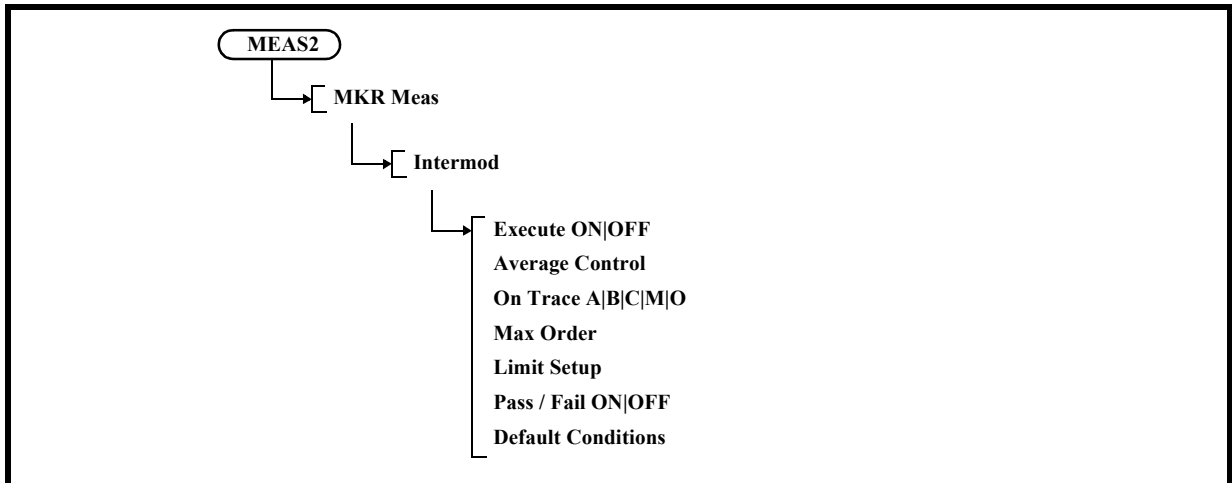 MEAS2
MKR Meas
Intermod
Execute ON|OFF
Average Control
On Trace A|B|C|M|O
Max Order
Limit Setup
Pass / Fail ON|OFF
Default Conditions